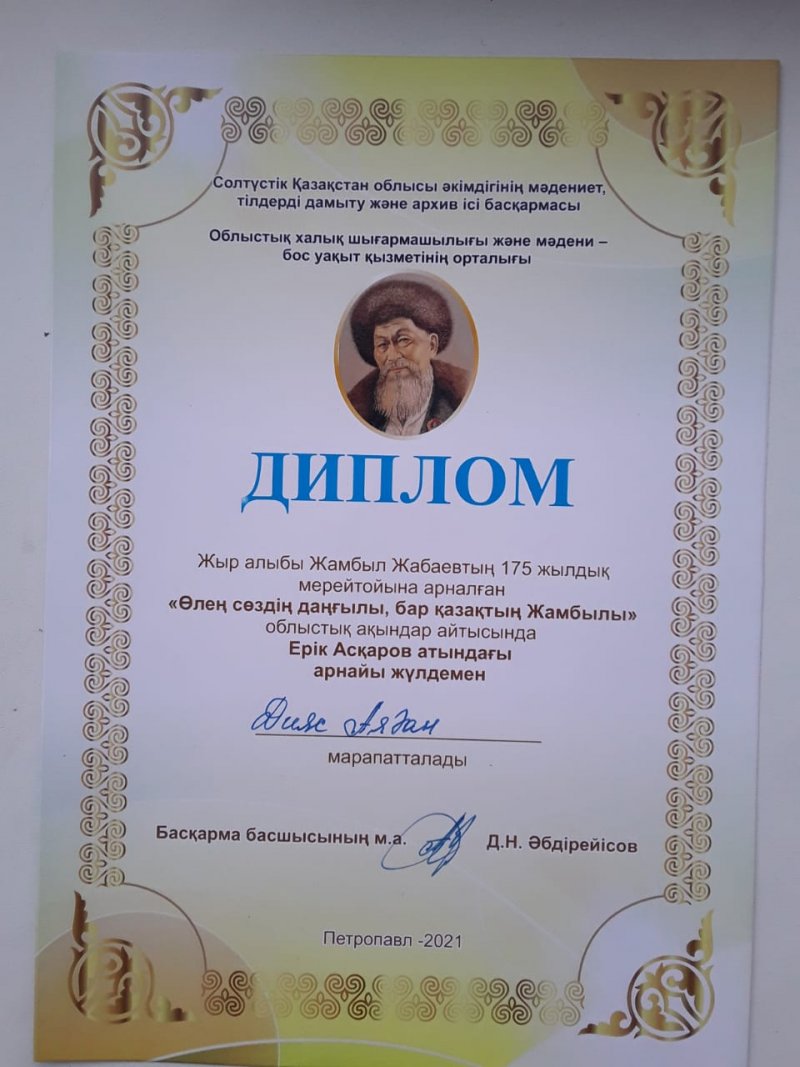 Солтүстік Қазақстан облысы әкімдігінің мәдениет,
тілдерді дамыту және архив ісі басқармасы
Облыстық халық шығармашылығы және мәдени –
бос уақыт қызметінің орталығы
ДИПЛОМ
Жыр алыбы Жамбыл Жабаевтың 175 жылдық
мерейтойына арналған
«Өлең сөздің даңғылы, бар қазақтың Жамбылы»
облыстық ақындар айтысында
Ерік Асқаров атындағы
арнайы жүлдемен
Дияс Аяған
марапатталады
Басқарма басшысының м.а. Д.Н. Әбдірейісов
Петропавл -2021